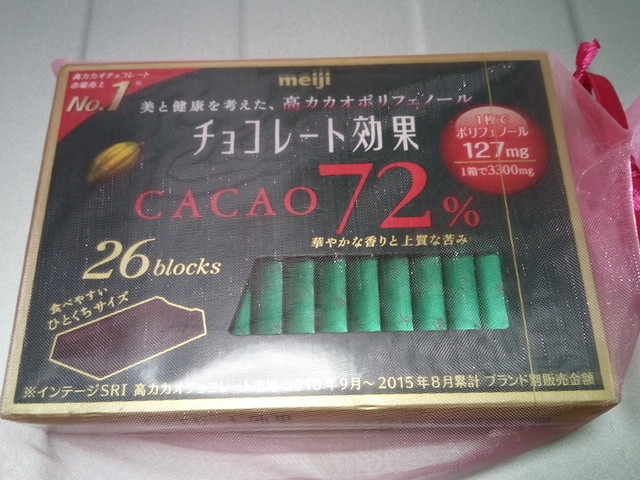 高カカオチョコレート
市場売上
No.1※
meiji
美と健康を考えた、高カカオポリフェノール
チョコレート効果
1枚で
ポリフェノール
127mg
1箱で3300mg
CACAO72%
華やかな香りと上質な苦み
26 blocks
食べやすい
ひとくちサイズ
※インテージSRI 高カカオチョコレート市場 年9月〜2015年8月累計 ブランド別販売金額